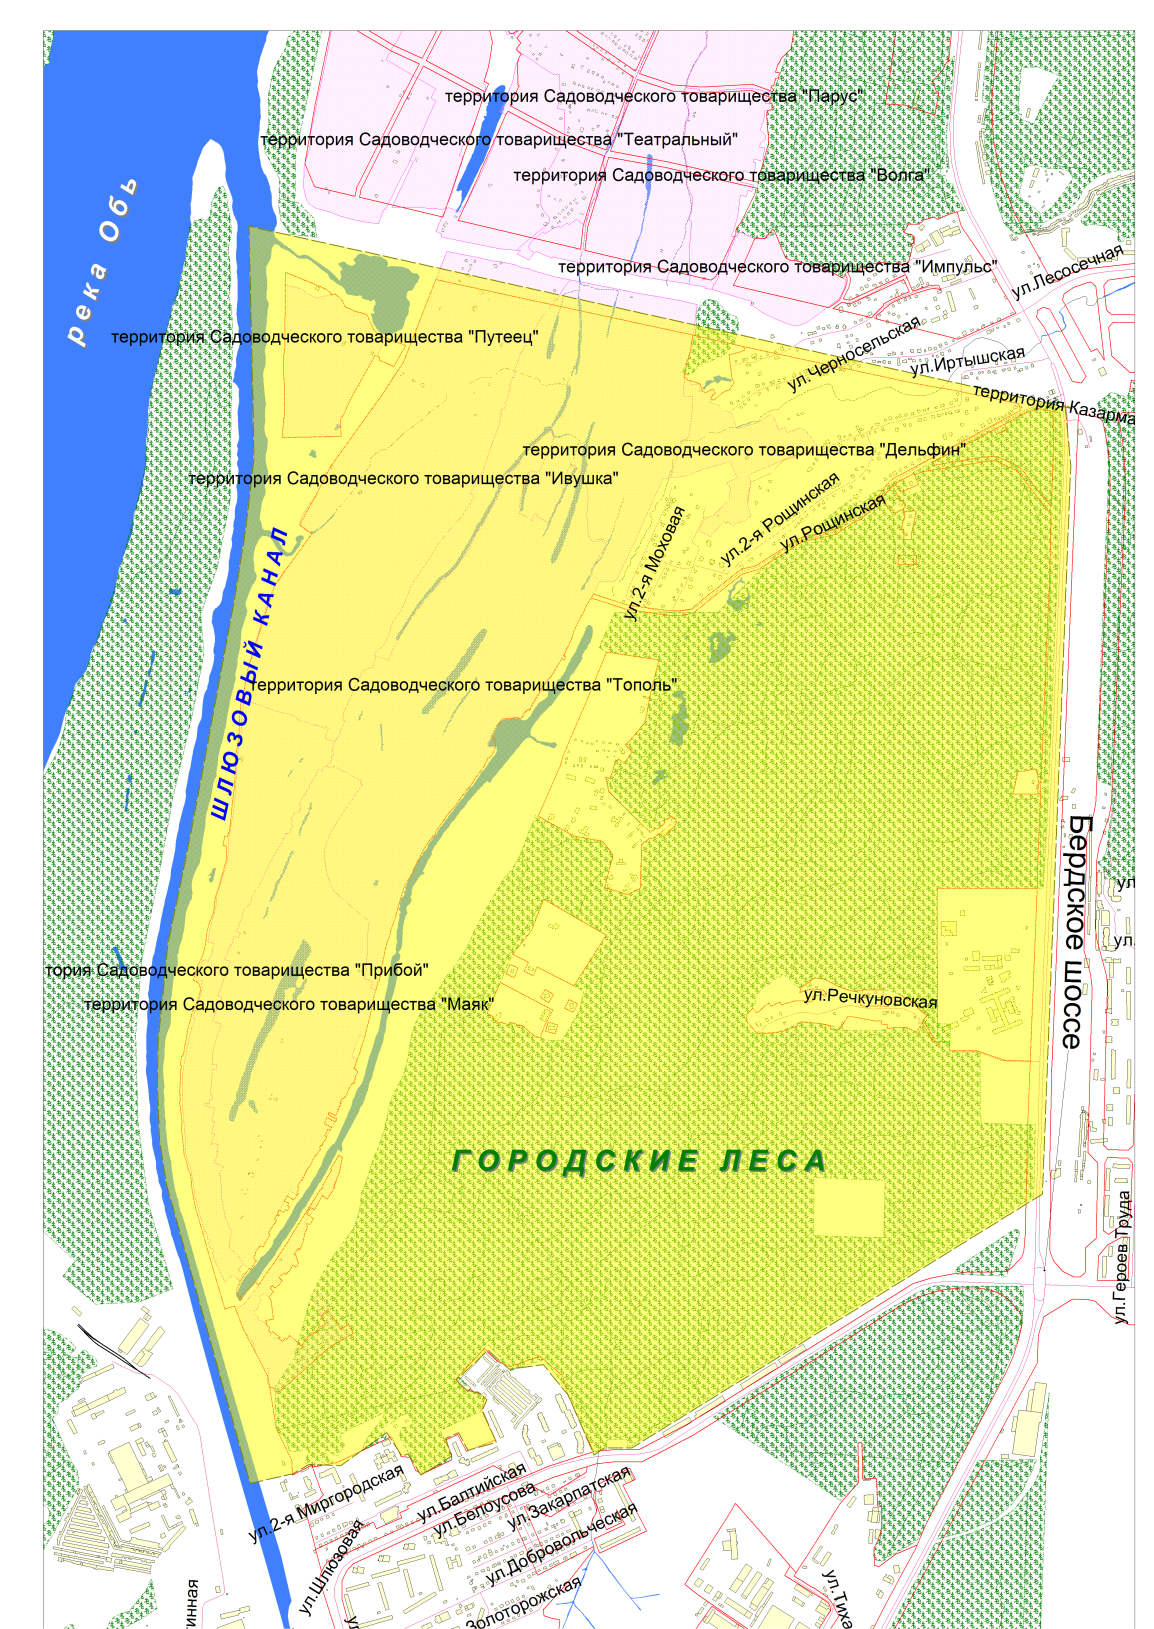 территория Садоводческого товарищества "Парус"
территория Садоводческого товарищества "Театральный"
территория Садоводческого товарищества "Волга"
река Обь
территория Садоводческого товарищества "Импульс"
ул.Лесосечная
территория Садоводческого товарищества "Путеец"
ул.Черносельская
ул.Иртышская
территория Казарма
территория Садоводческого товарищества "Дельфин"
территория Садоводческого товарищества "Ивушка"
ул.2-я Рощинская
ул.Рощинская
ул.2-я Моховая
ШЛЮЗОВЫЙ КАНАЛ
территория Садоводческого товарищества "Тополь"
Бердское шоссе
ул
ул.
тория Садоводческого товарищества "Прибой"
территория Садоводческого товарищества "Маяк"
ул.Речкуновская
ГОРОДСКИЕ ЛЕСА
ул.Героев Труда
ул.2-я Миргородская
ул.Балтийская
ул.Белоусова
ул.Закарпатская
ул.Добровольческая
ул.Шлюзовая
Золоторожская
ул.Тиха
тинная
ул